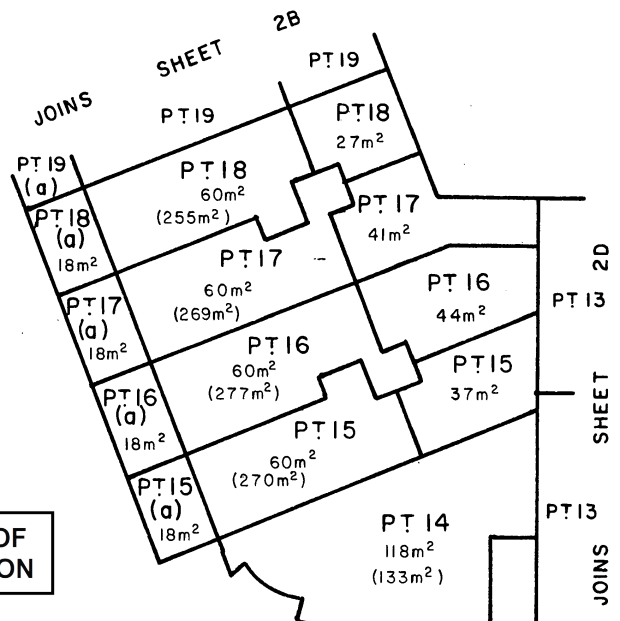 JOINS SHEET 2B
PT 19
PT 19
PT 19
(a)
PT 18
27m²
PT 18
60m²
(255m²)
PT 18
(a)
18m²
PT 17
41m²
PT 17
60m²
(269m²)
PT 17
(a)
18m²
PT 16
44m²
PT 16
60m²
(277m²)
PT 16
(a)
18m²
PT 15
37m²
PT 15
60m²
(270m²)
PT 15
(a)
18m²
PT 14
118m²
(133m²)
PT 13
PT 13
JOINS SHEET 2D
OF
ON